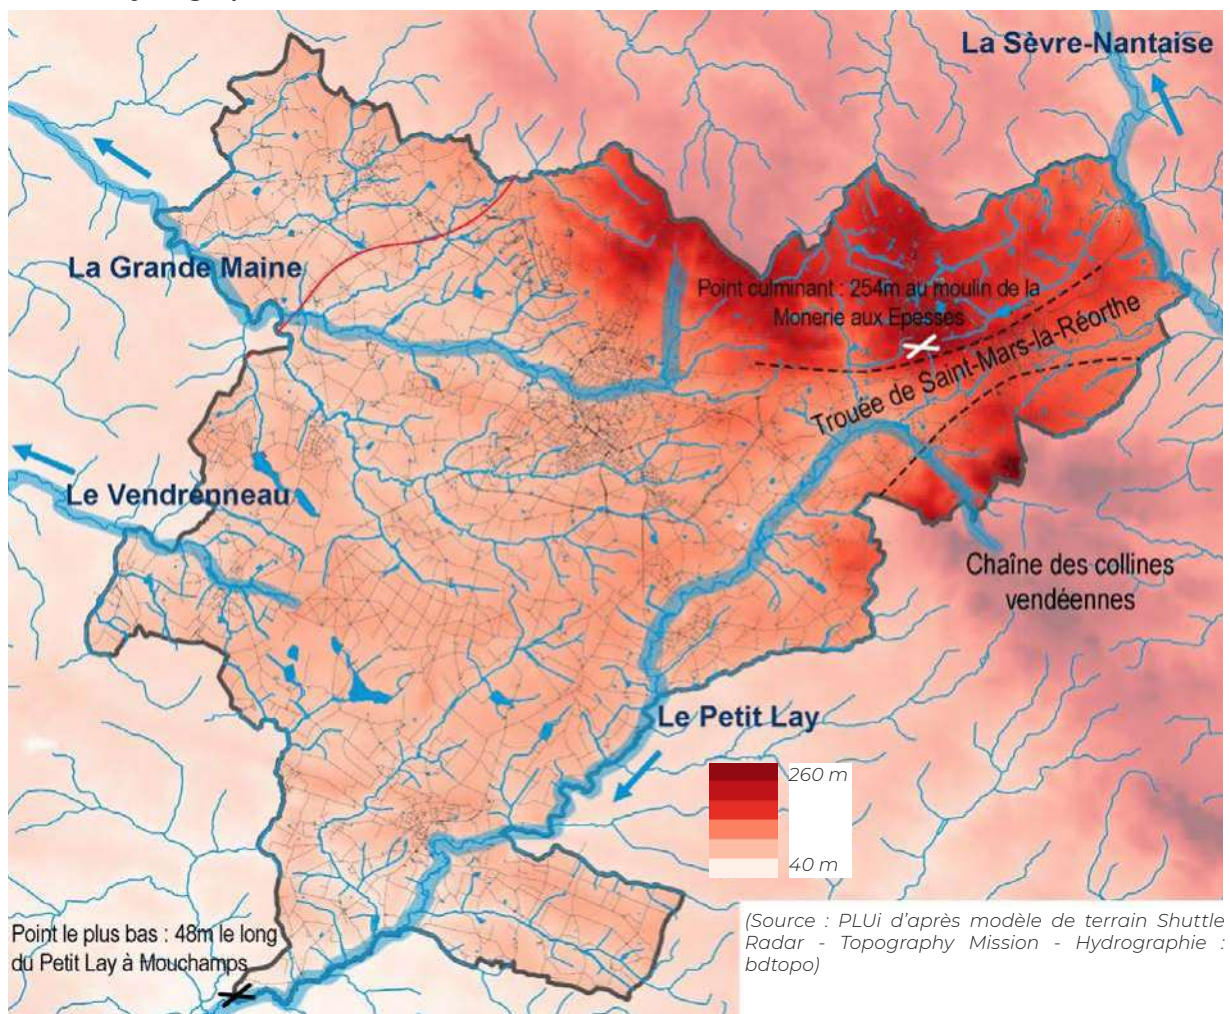 La Sèvre-Nantaise
La Grande Maine
Point culminant : 254m au moulin de la
Monerie aux Epesses
Trouée de Saint-Mars-la-Réorthe
Le Vendrenneau
Chaîne des collines
vendéennes
Le Petit Lay
260 m
40 m
Point le plus bas : 48m le long
du Petit Lay à Mouchamps
(Source : PLUi d'après modèle de terrain Shuttle
Radar - Topography Mission - Hydrographie :
bdtopo)